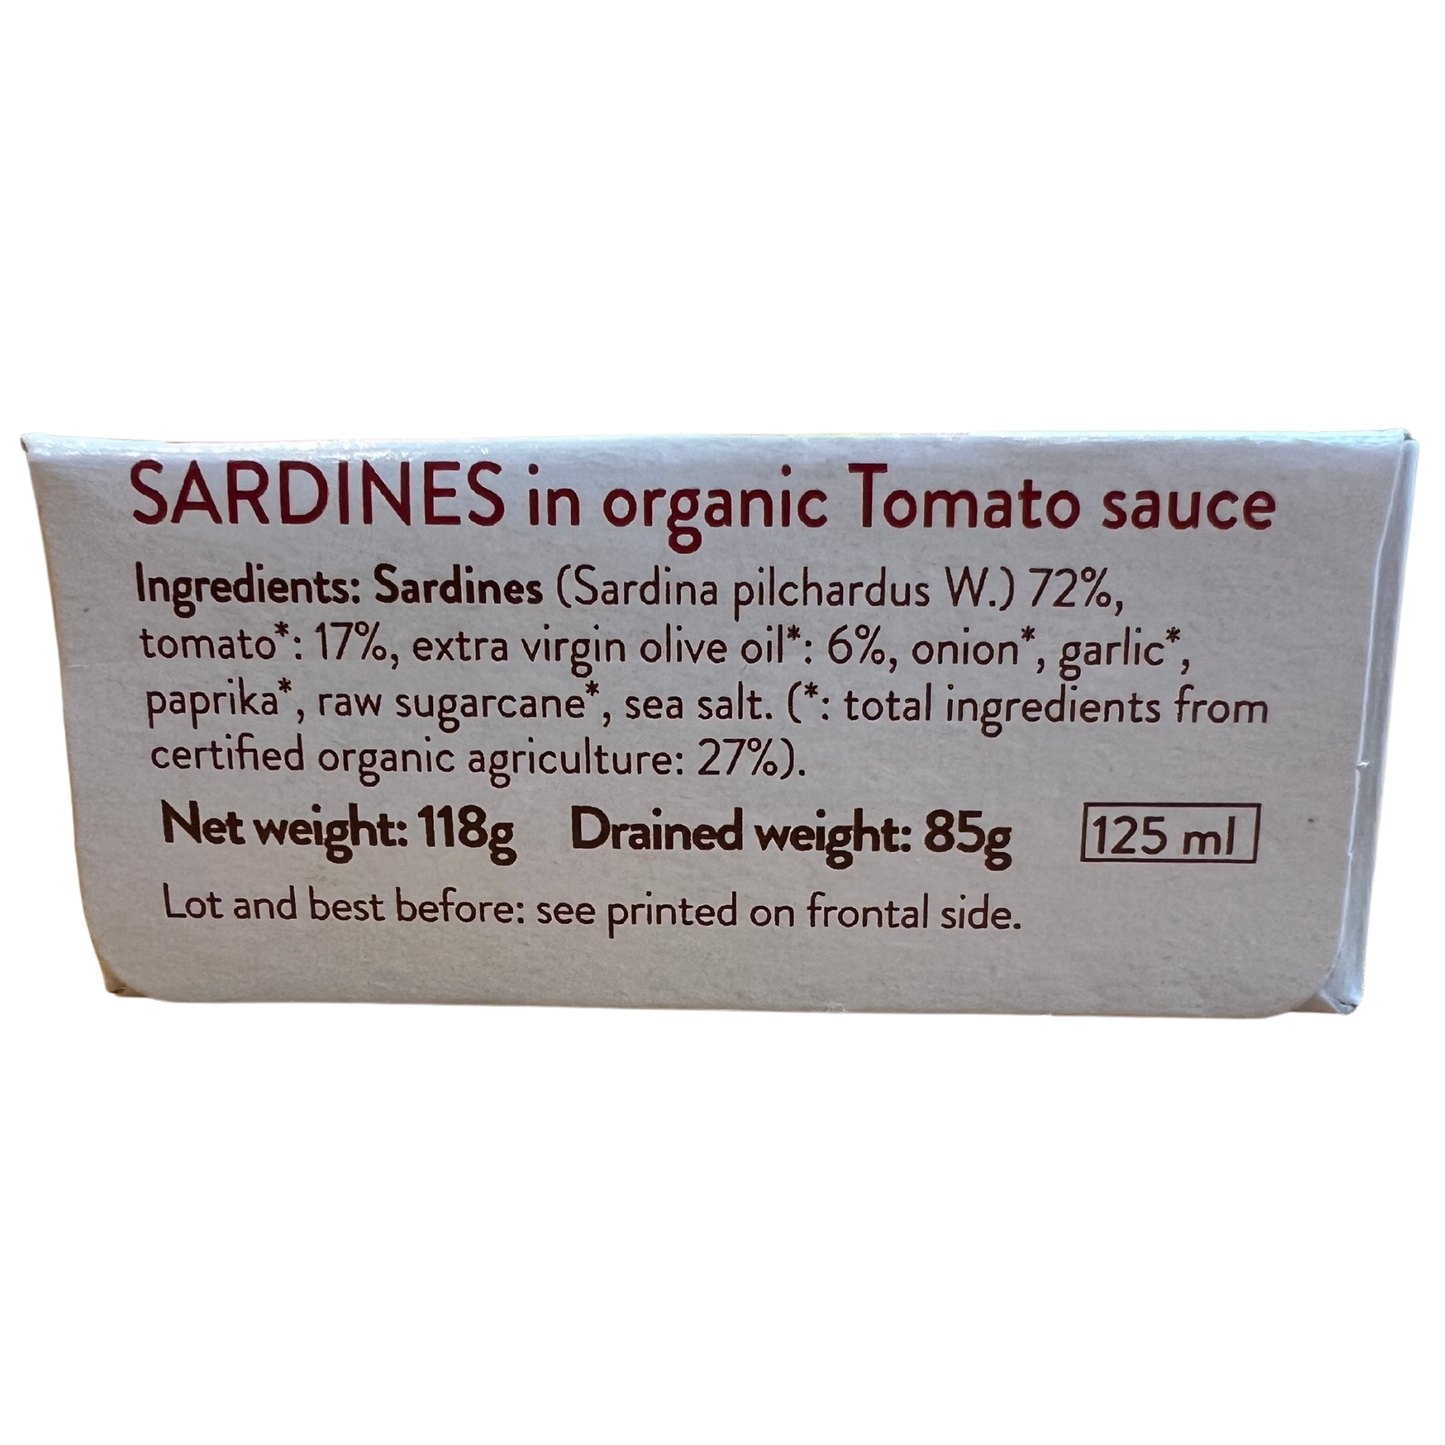 SARDINES in organic Tomato sauce
Ingredients: Sardines (Sardina pilchardus W.) 72%,
tomato*: 17%, extra virgin olive oil*: 6%, onion*, garlic*,
paprika*, raw sugarcane*, sea salt. (*: total ingredients from
certified organic agriculture: 27%).
Net weight: 118g Drained weight: 85g 125 ml
Lot and best before: see printed on frontal side.